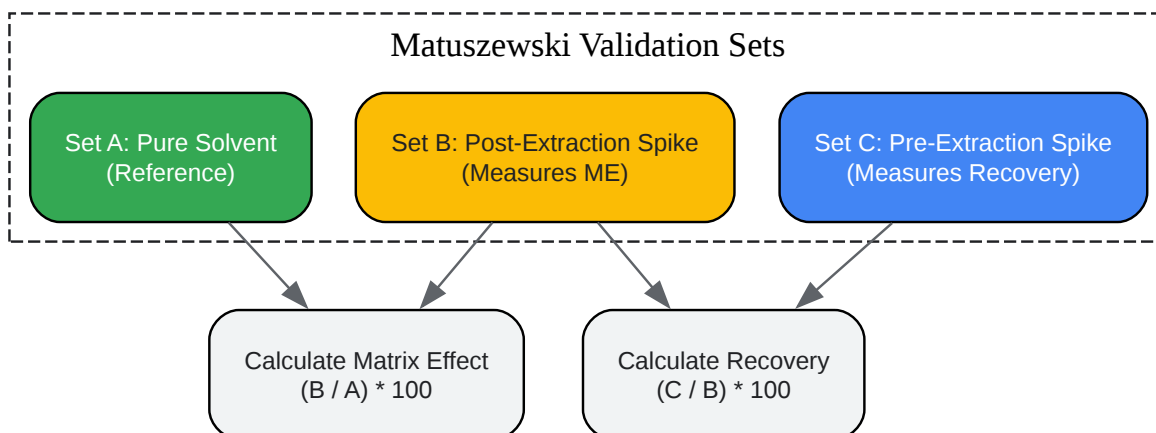 Matuszewski Validation Sets
Set A: Pure Solvent
(Reference)
Set B: Post-Extraction Spike
(Measures ME)
Set C: Pre-Extraction Spike
(Measures Recovery)
Calculate Matrix Effect
(B / A) * 100
Calculate Recovery
(C / B) * 100